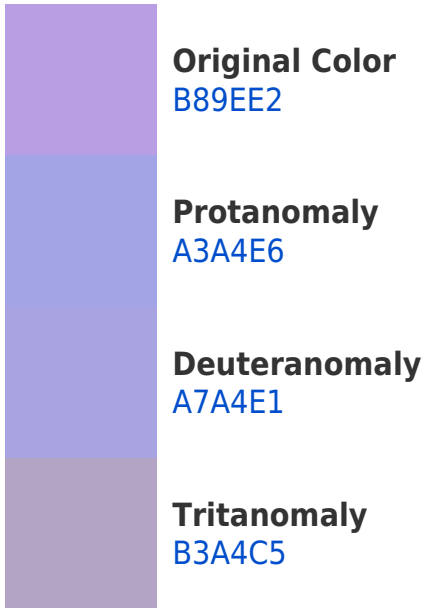 Original Color
B89EE2
Protanomaly
A3A4E6
Deuteranomaly
A7A4E1
Tritanomaly
B3A4C5